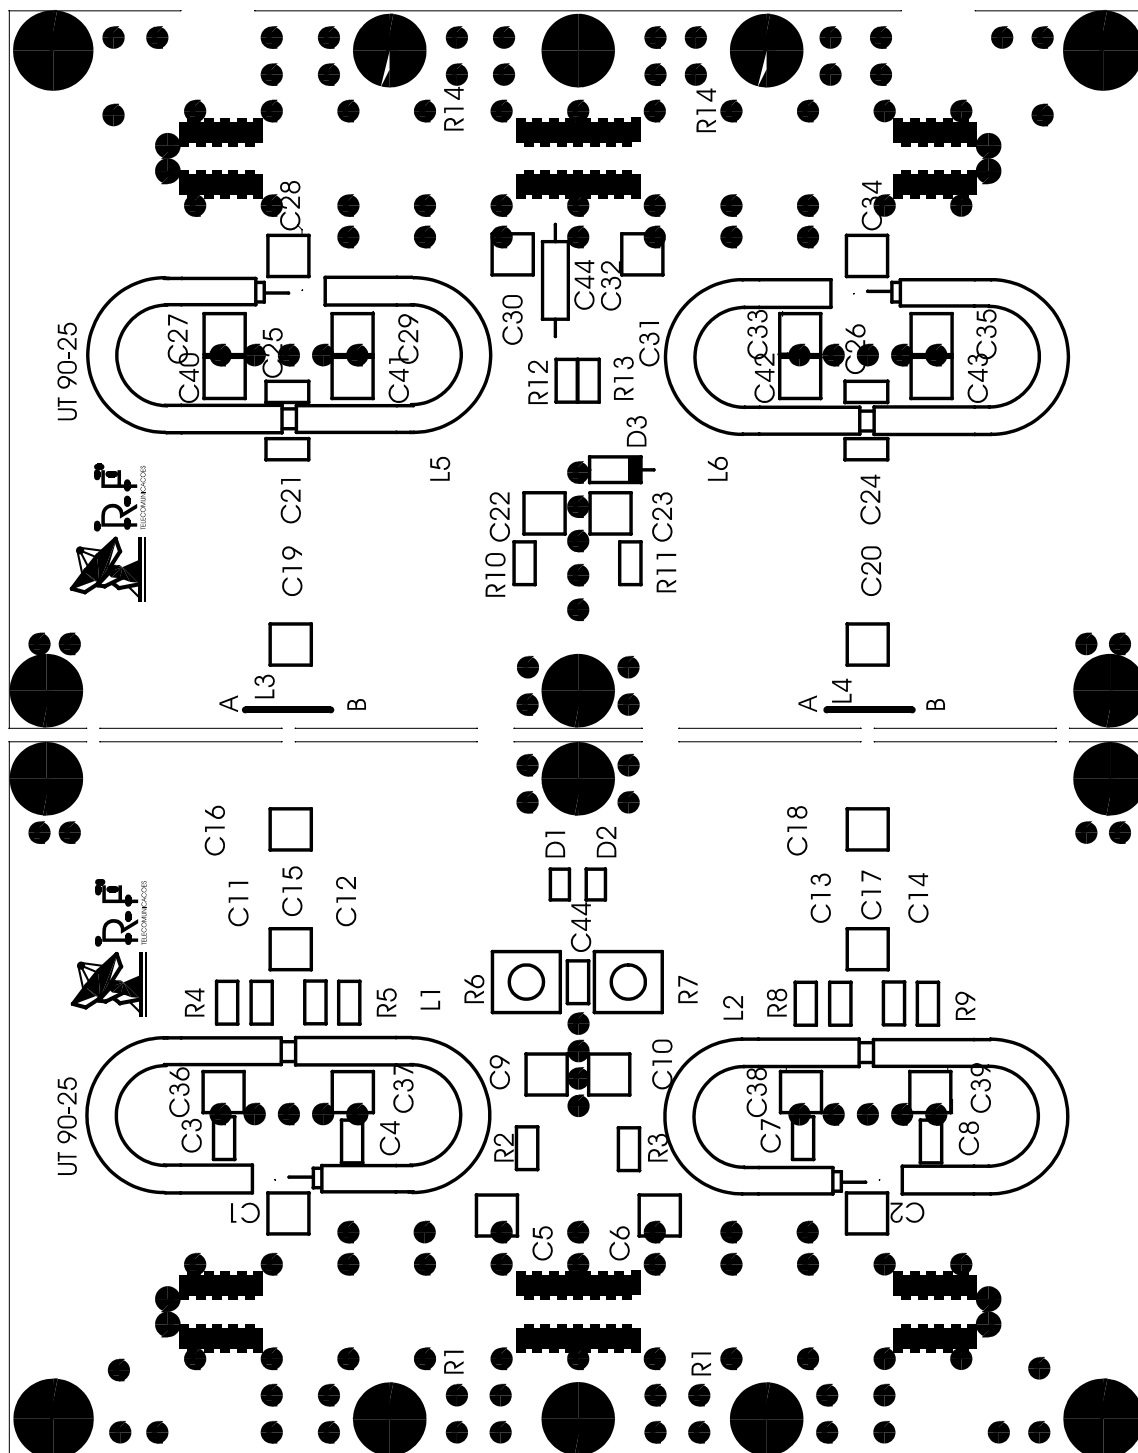 R14
R14
C28
C34
C30
C44
C32
C27
C25
C29
C40
C41
UT 90-25
R12
R13
C31
C33
C26
C35
C42
C43
D3
L5
L6
C21
C22
C23
C24
R.F.
TELECOMUNICACOES
C19
R10
R11
C20
A
L3
B
A
L4
B
C16
D1
D2
C18
C11
C15
C12
C13
C17
C14
R.F.
TELECOMUNICACOES
C44
R4
R5
L1
R6
R7
L2
R8
R9
C36
C37
C9
C10
C38
C39
UT 90-25
C3
C4
R2
R3
C7
C8
C1
C5
C6
C2
R1
R1